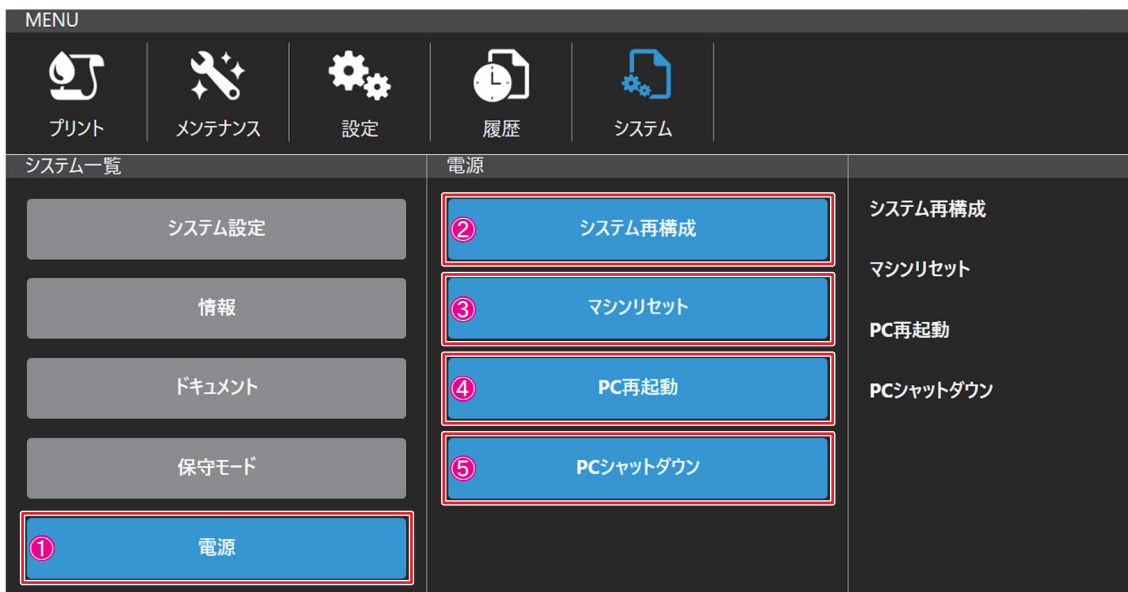 MENU
プリント
メンテナンス
設定
履歴
システム
システム一覧
電源
システム設定
情報
ドキュメント
保守モード
① 電源
② システム再構成
③ マシンリセット
④ PC再起動
⑤ PCシャットダウン
システム再構成
マシンリセット
PC再起動
PCシャットダウン